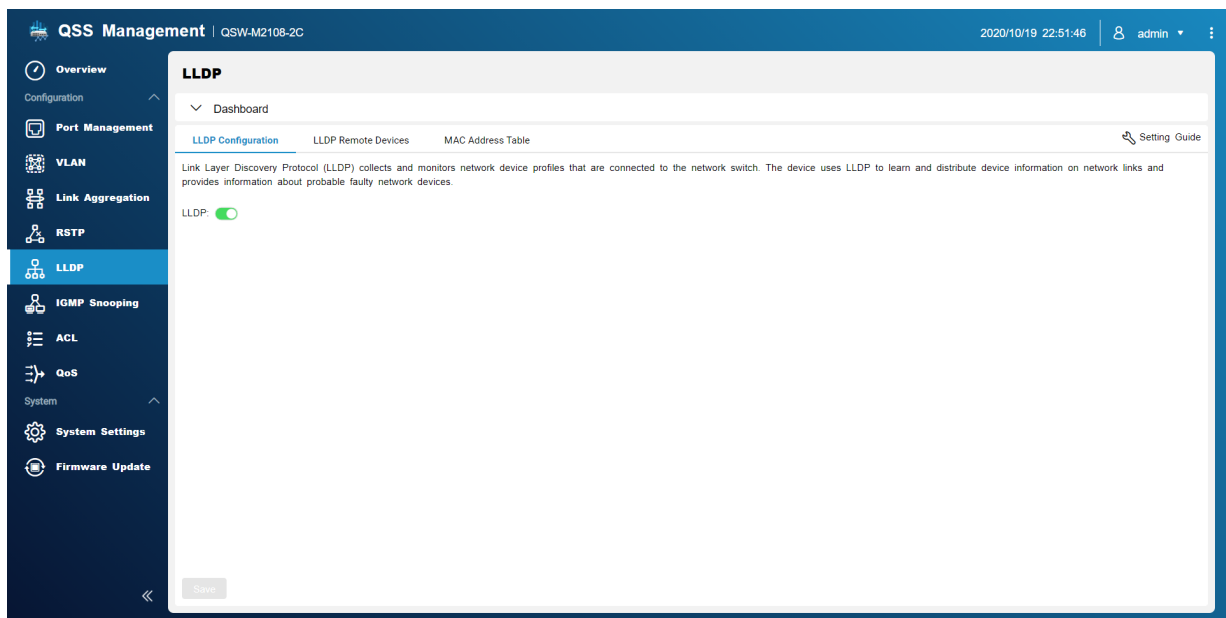 QSS Management | QSW-M2108-2C
2020/10/19 22:51:46
admin
Overview
Configuration
Port Management
VLAN
Link Aggregation
RSTP
LLDP
IGMP Snooping
ACL
QoS
System
System Settings
Firmware Update
LLDP
Dashboard
LLDP Configuration LLDP Remote Devices MAC Address Table
Setting Guide
Link Layer Discovery Protocol (LLDP) collects and monitors network device profiles that are connected to the network switch. The device uses LLDP to learn and distribute device information on network links and
provides information about probable faulty network devices.
LLDP:
Save